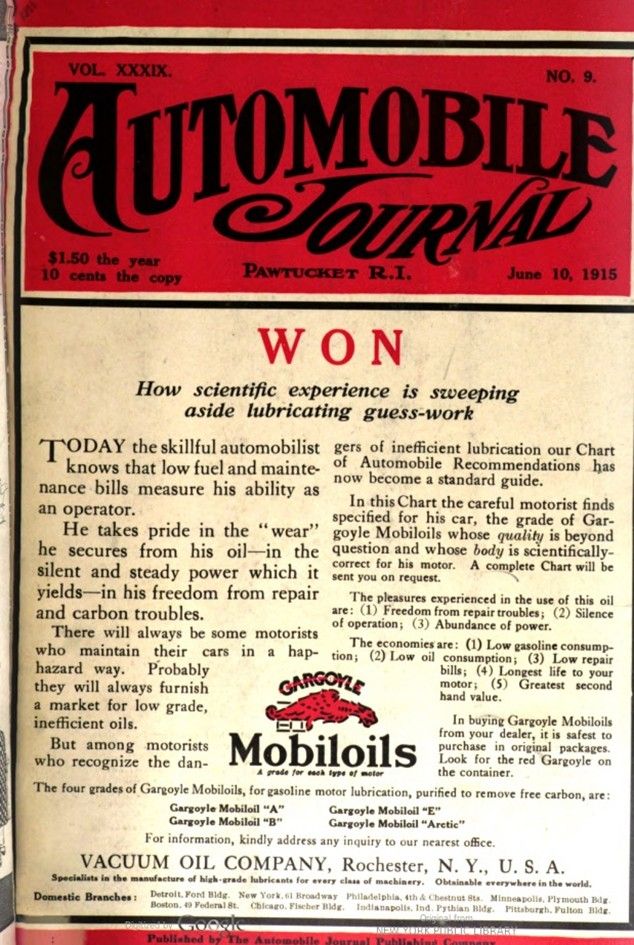 VOL. XXXIX.
NO. 9.
AUTOMOBILE
JOURNAL
$1.50 the year
10 cents the copy
PAWTUCKET R.I.
June 10, 1915
WON
How scientific experience is sweeping
aside lubricating guess-work
TODAY the skillful automobilist
knows that low fuel and mainte-
nance bills measure his ability as
an operator.
He takes pride in the "wear"
he secures from his oil—in the
silent and steady power which it
yields—in his freedom from repair
and carbon troubles.
There will always be some motorists
who maintain their cars in a hap-
hazard way. Probably
they will always furnish
a market for low grade,
inefficient oils.
But among motorists
who recognize the dan-
gers of inefficient lubrication our Chart
of Automobile Recommendations has
now become a standard guide.
In this Chart the careful motorist finds
specified for his car, the grade of Gar-
goyle Mobiloils whose quality is beyond
question and whose body is scientifically-
correct for his motor. A complete Chart will be
sent you on request.
The pleasures experienced in the use of this oil
are: (1) Freedom from repair troubles; (2) Silence
of operation; (3) Abundance of power.
The economies are: (1) Low gasoline consump-
tion; (2) Low oil consumption; (3) Low repair
bills; (4) Longest life to your
motor; (5) Greatest second
hand value.
In buying Gargoyle Mobiloils
from your dealer, it is safest to
purchase in original packages.
Look for the red Gargoyle on
the container.
GARGOYLE
Mobiloils
A grade for each type of motor
The four grades of Gargoyle Mobiloils, for gasoline motor lubrication, purified to remove free carbon, are:
Gargoyle Mobiloil "A"
Gargoyle Mobiloil "E"
Gargoyle Mobiloil "B"
Gargoyle Mobiloil "Arctic"
For information, kindly address any inquiry to our nearest office.
VACUUM OIL COMPANY, Rochester, N. Y., U. S. A.
Specialists in the manufacture of high-grade lubricants for every class of machinery. Obtainable everywhere in the world.
Domestic Branches: Detroit, Ford Bldg. New York, 61 Broadway Philadelphia, 4th & Chestnut Sts. Minneapolis, Plymouth Bldg.
Boston, 49 Federal St. Chicago, Fischer Bldg. Indianapolis, Ind. Pythian Bldg. Pittsburgh, Fulton Bldg.
Digitized by Google
Original from
NEW YORK PUBLIC LIBRARY
Published by The Automobile Journal Publishing Company